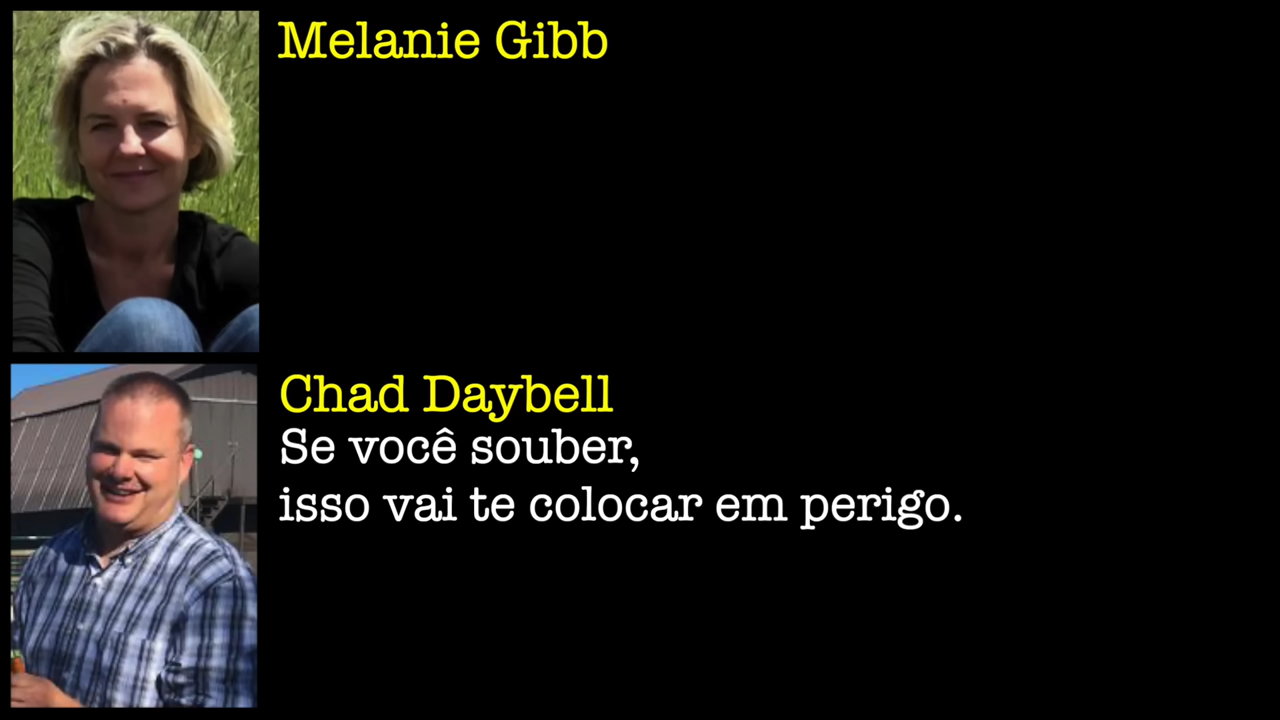 Melanie Gibb
Chad Daybell
Se você souber,
isso vai te colocar em perigo.